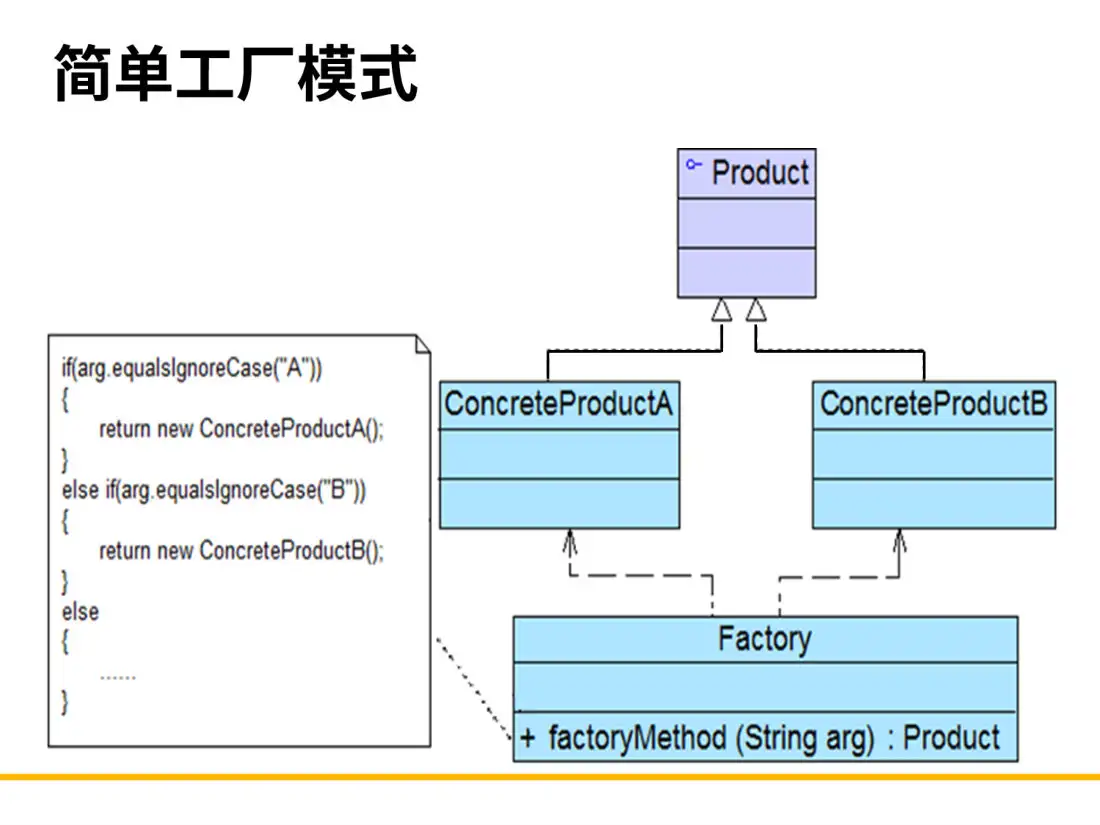 简单工厂模式
Product
if(arg.equalsIgnoreCase("A"))
{
return new ConcreteProductA();
}
else if(arg.equalsIgnoreCase("B"))
{
return new ConcreteProductB();
}
else
{
......
}
ConcreteProductA
ConcreteProductB
Factory
+ factoryMethod (String arg) : Product